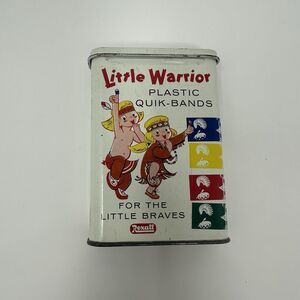 Little Warrior
PLASTIC
QUIK-BANDS
FOR THE
LITTLE BRAVES
Rexall